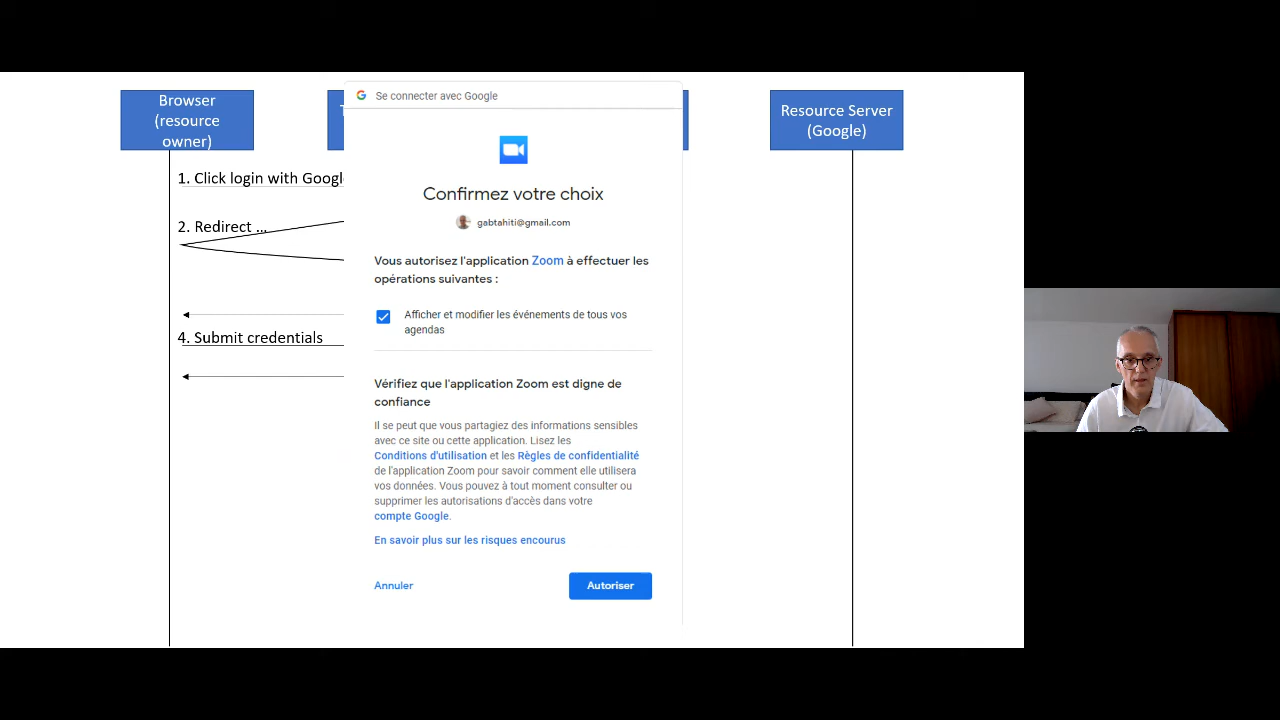 Browser
(resource
owner)
Resource Server
(Google)
1. Click login with Googl
2. Redirect ...
4. Submit credentials
Se connecter avec Google
Confirmez votre choix
gabtahiti@gmail.com
Vous autorisez l'application Zoom à effectuer les
opérations suivantes :
Afficher et modifier les événements de tous vos
agendas
Vérifiez que l'application Zoom est digne de
confiance
Il se peut que vous partagiez des informations sensibles
avec ce site ou cette application. Lisez les
Conditions d'utilisation et les Règles de confidentialité
de l'application Zoom pour savoir comment elle utilisera
vos données. Vous pouvez à tout moment consulter ou
supprimer les autorisations d'accès dans votre
compte Google.
En savoir plus sur les risques encourus
Annuler
Autoriser